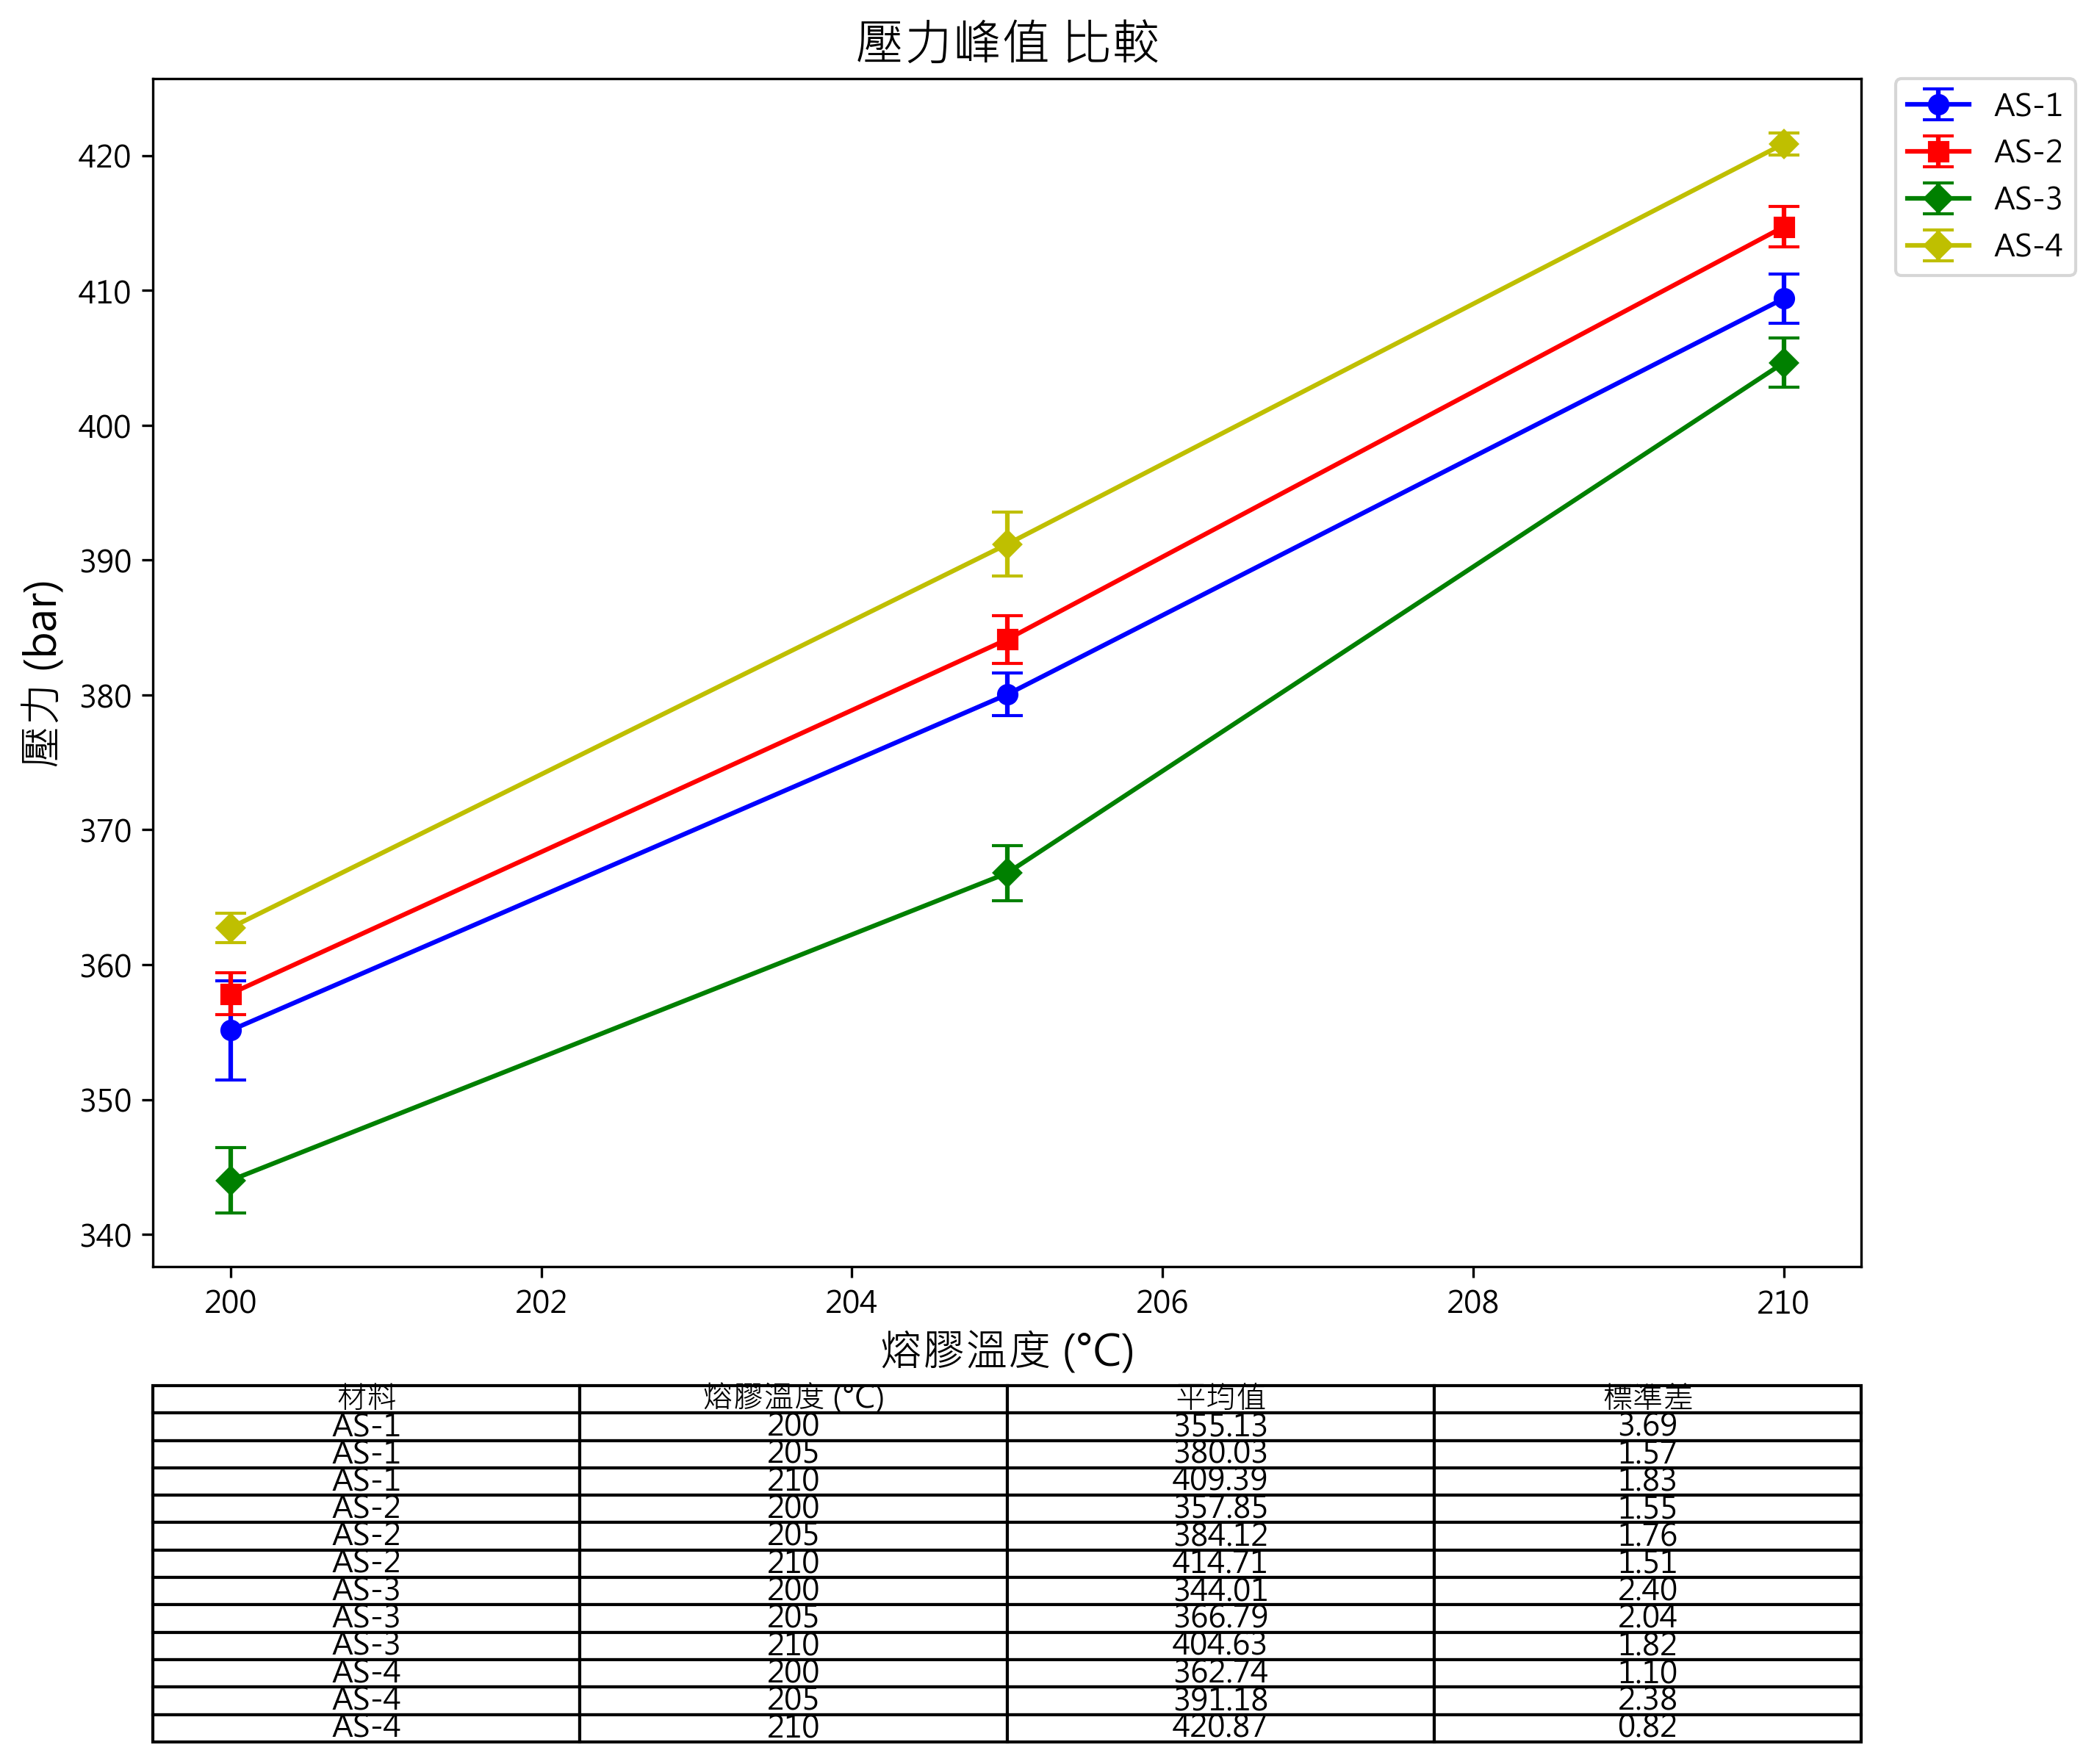 壓力峰值 比較
AS-1
AS-2
AS-3
AS-4
壓力 (bar)
420
410
400
390
380
370
360
350
340
200 202 204 206 208 210
熔膠溫度 (°C)
材料 熔膠溫度 (°C) 平均值 標準差
AS-1 200 355.13 3.69
AS-1 205 380.03 1.57
AS-1 210 409.39 1.83
AS-2 200 357.85 1.55
AS-2 205 384.12 1.76
AS-2 210 414.71 1.51
AS-3 200 344.01 2.40
AS-3 205 366.79 2.04
AS-3 210 404.63 1.82
AS-4 200 362.74 1.10
AS-4 205 391.18 2.38
AS-4 210 420.87 0.82